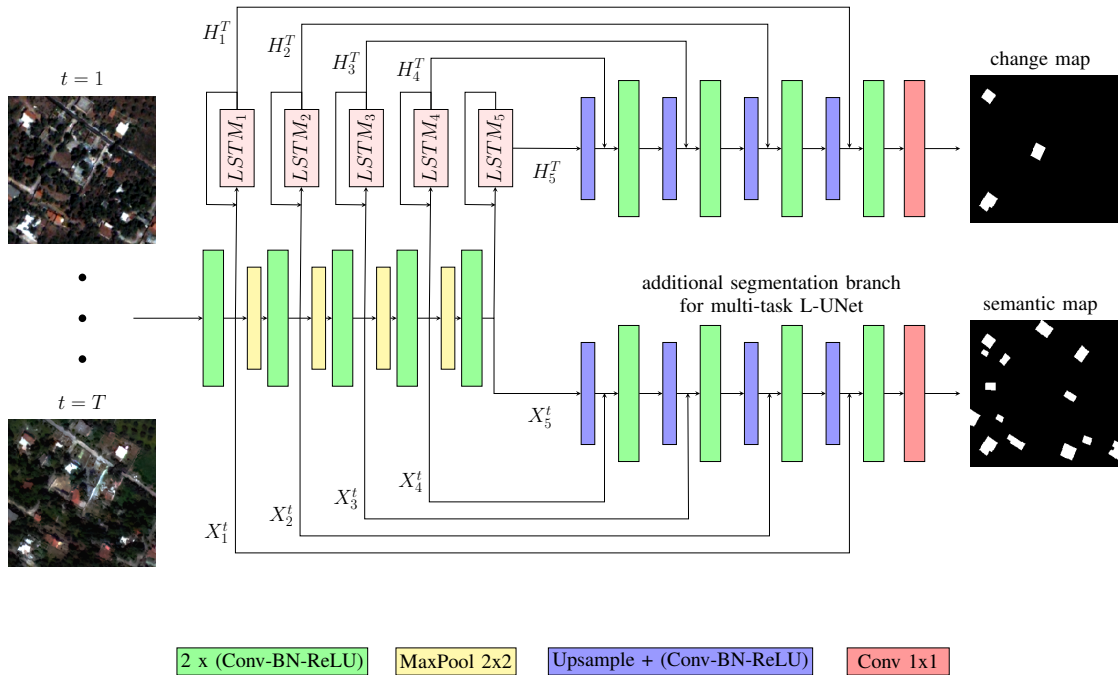 $H_1^T$
$H_2^T$
$H_3^T$
$H_4^T$
$t = 1$
change map
$LSTM_1$
$LSTM_2$
$LSTM_3$
$LSTM_4$
$LSTM_5$
$H_5^T$
additional segmentation branch
for multi-task L-UNet
semantic map
$t = T$
$X_5^t$
$X_4^t$
$X_3^t$
$X_2^t$
$X_1^t$
2 x (Conv-BN-ReLU)
MaxPool 2x2
Upsample + (Conv-BN-ReLU)
Conv 1x1